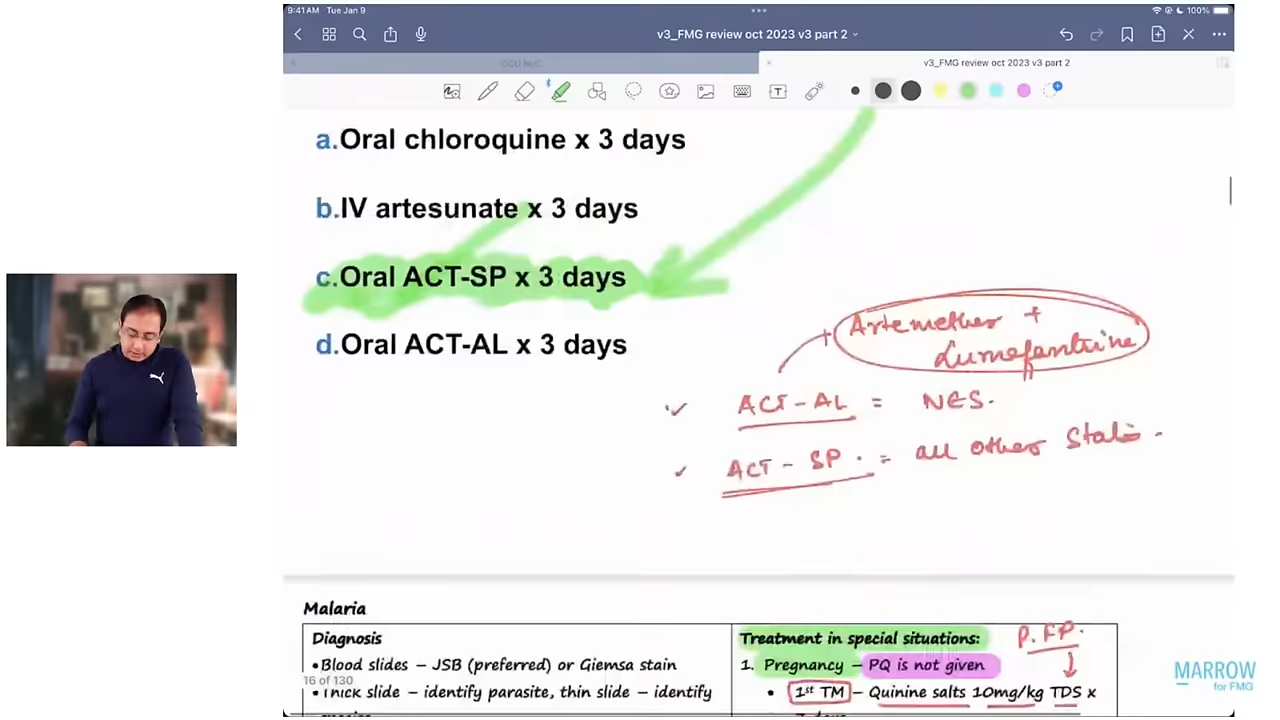 9:41 AM Tue Jan 9
100%
v3_FMG review oct 2023 v3 part 2
v3_FMG review oct 2023 v3 part 2
a.Oral chloroquine x 3 days
b.IV artesunate x 3 days
c.Oral ACT-SP x 3 days
d.Oral ACT-AL x 3 days
Artemether +
Lumefantrine
ACT-AL = NES.
ACT-SP. = all other States.
Malaria
Diagnosis
•Blood slides – JSB (preferred) or Giemsa stain
16 of 130
•Thick slide – identify parasite, thin slide – identify
Treatment in special situations:
P. FP.
1. Pregnancy – PQ is not given
• 1st TM – Quinine salts 10mg/kg TDS x
MARROW
for FMG